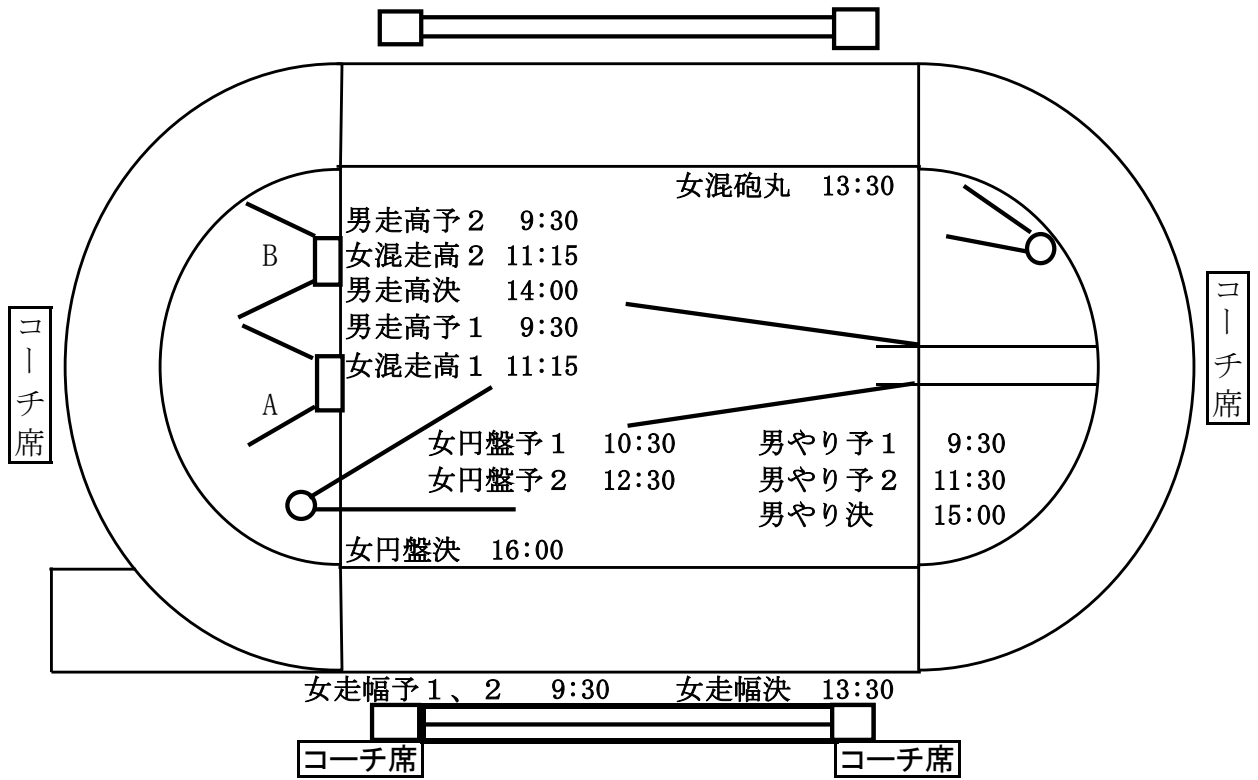 女混砲丸 13:30
男走高予2 9:30
B
女混走高2 11:15
男走高決 14:00
男走高予1 9:30
女混走高1 11:15
A
コーチ席
コーチ席
女円盤予1 10:30
男やり予1 9:30
女円盤予2 12:30
男やり予2 11:30
男やり決 15:00
女円盤決 16:00
女走幅予1、2 9:30 女走幅決 13:30
コーチ席
コーチ席